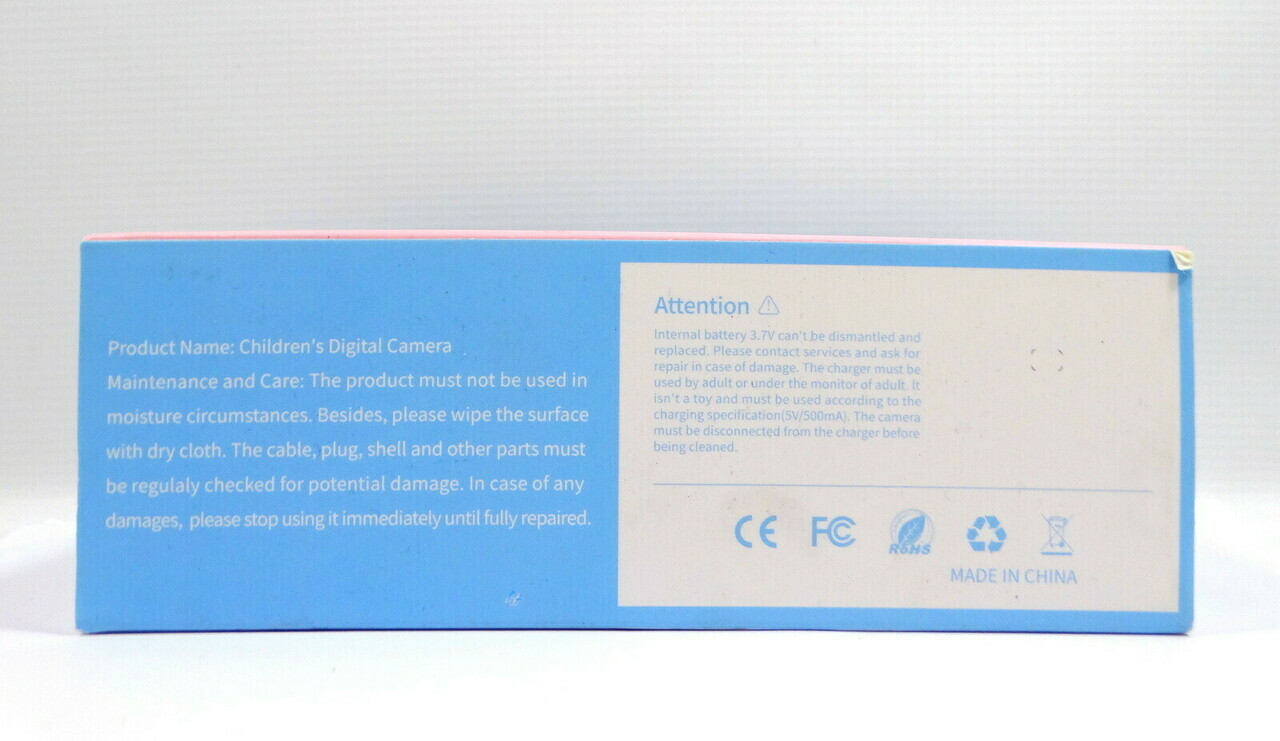 Product Name: Children's Digital Camera
Maintenance and Care: The product must not be used in
moisture circumstances. Besides, please wipe the surface
with dry cloth. The cable, plug, shell and other parts must
be regulaly checked for potential damage. In case of any
damages, please stop using it immediately until fully repaired.
Attention
Internal battery 3.7V can't be dismantled and
replaced. Please contact services and ask for
repair in case of damage. The charger must be
used by adult or under the monitor of adult. It
isn't a toy and must be used according to the
charging specification(5V/500mA). The camera
must be disconnected from the charger before
being cleaned.
CE FC RoHS
MADE IN CHINA